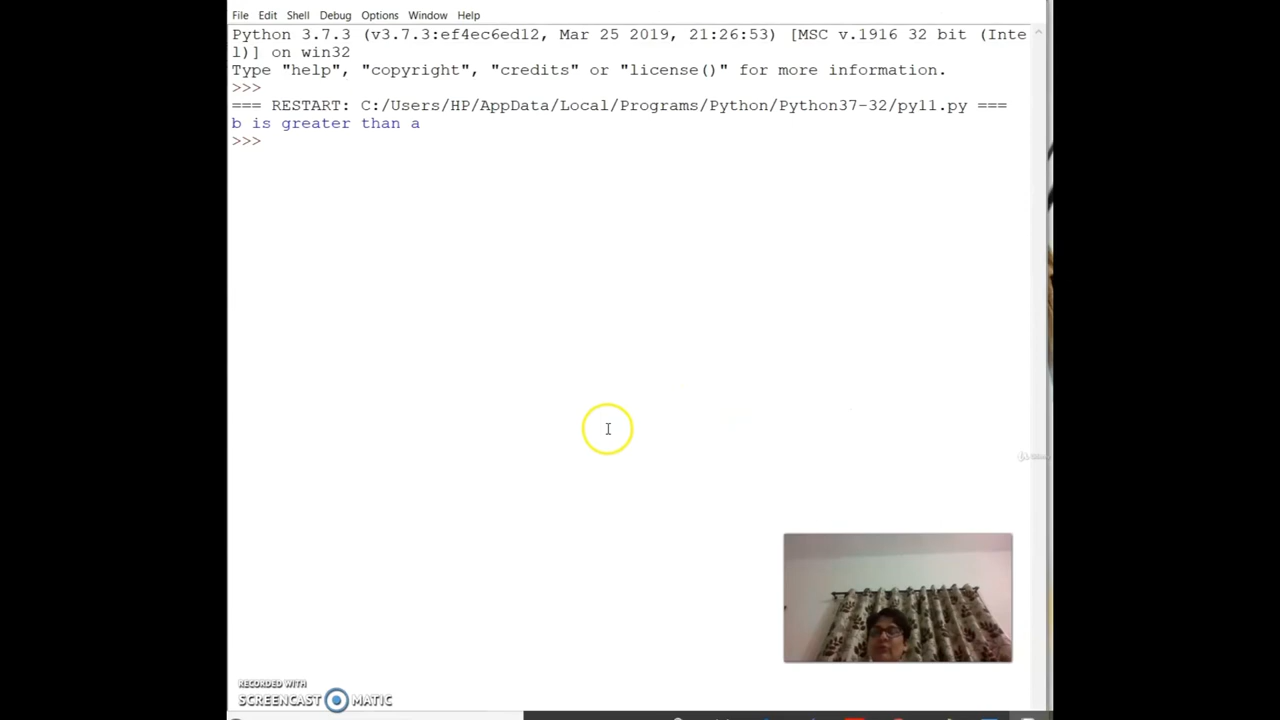 File Edit Shell Debug Options Window Help
Python 3.7.3 (v3.7.3:ef4ec6ed12, Mar 25 2019, 21:26:53) [MSC v.1916 32 bit (Inte
l)] on win32
Type "help", "copyright", "credits" or "license()" for more information.
>>>
=== RESTART: C:/Users/HP/AppData/Local/Programs/Python/Python37-32/py11.py ===
b is greater than a
>>>
RECORDED WITH
SCREENCAST MATIC